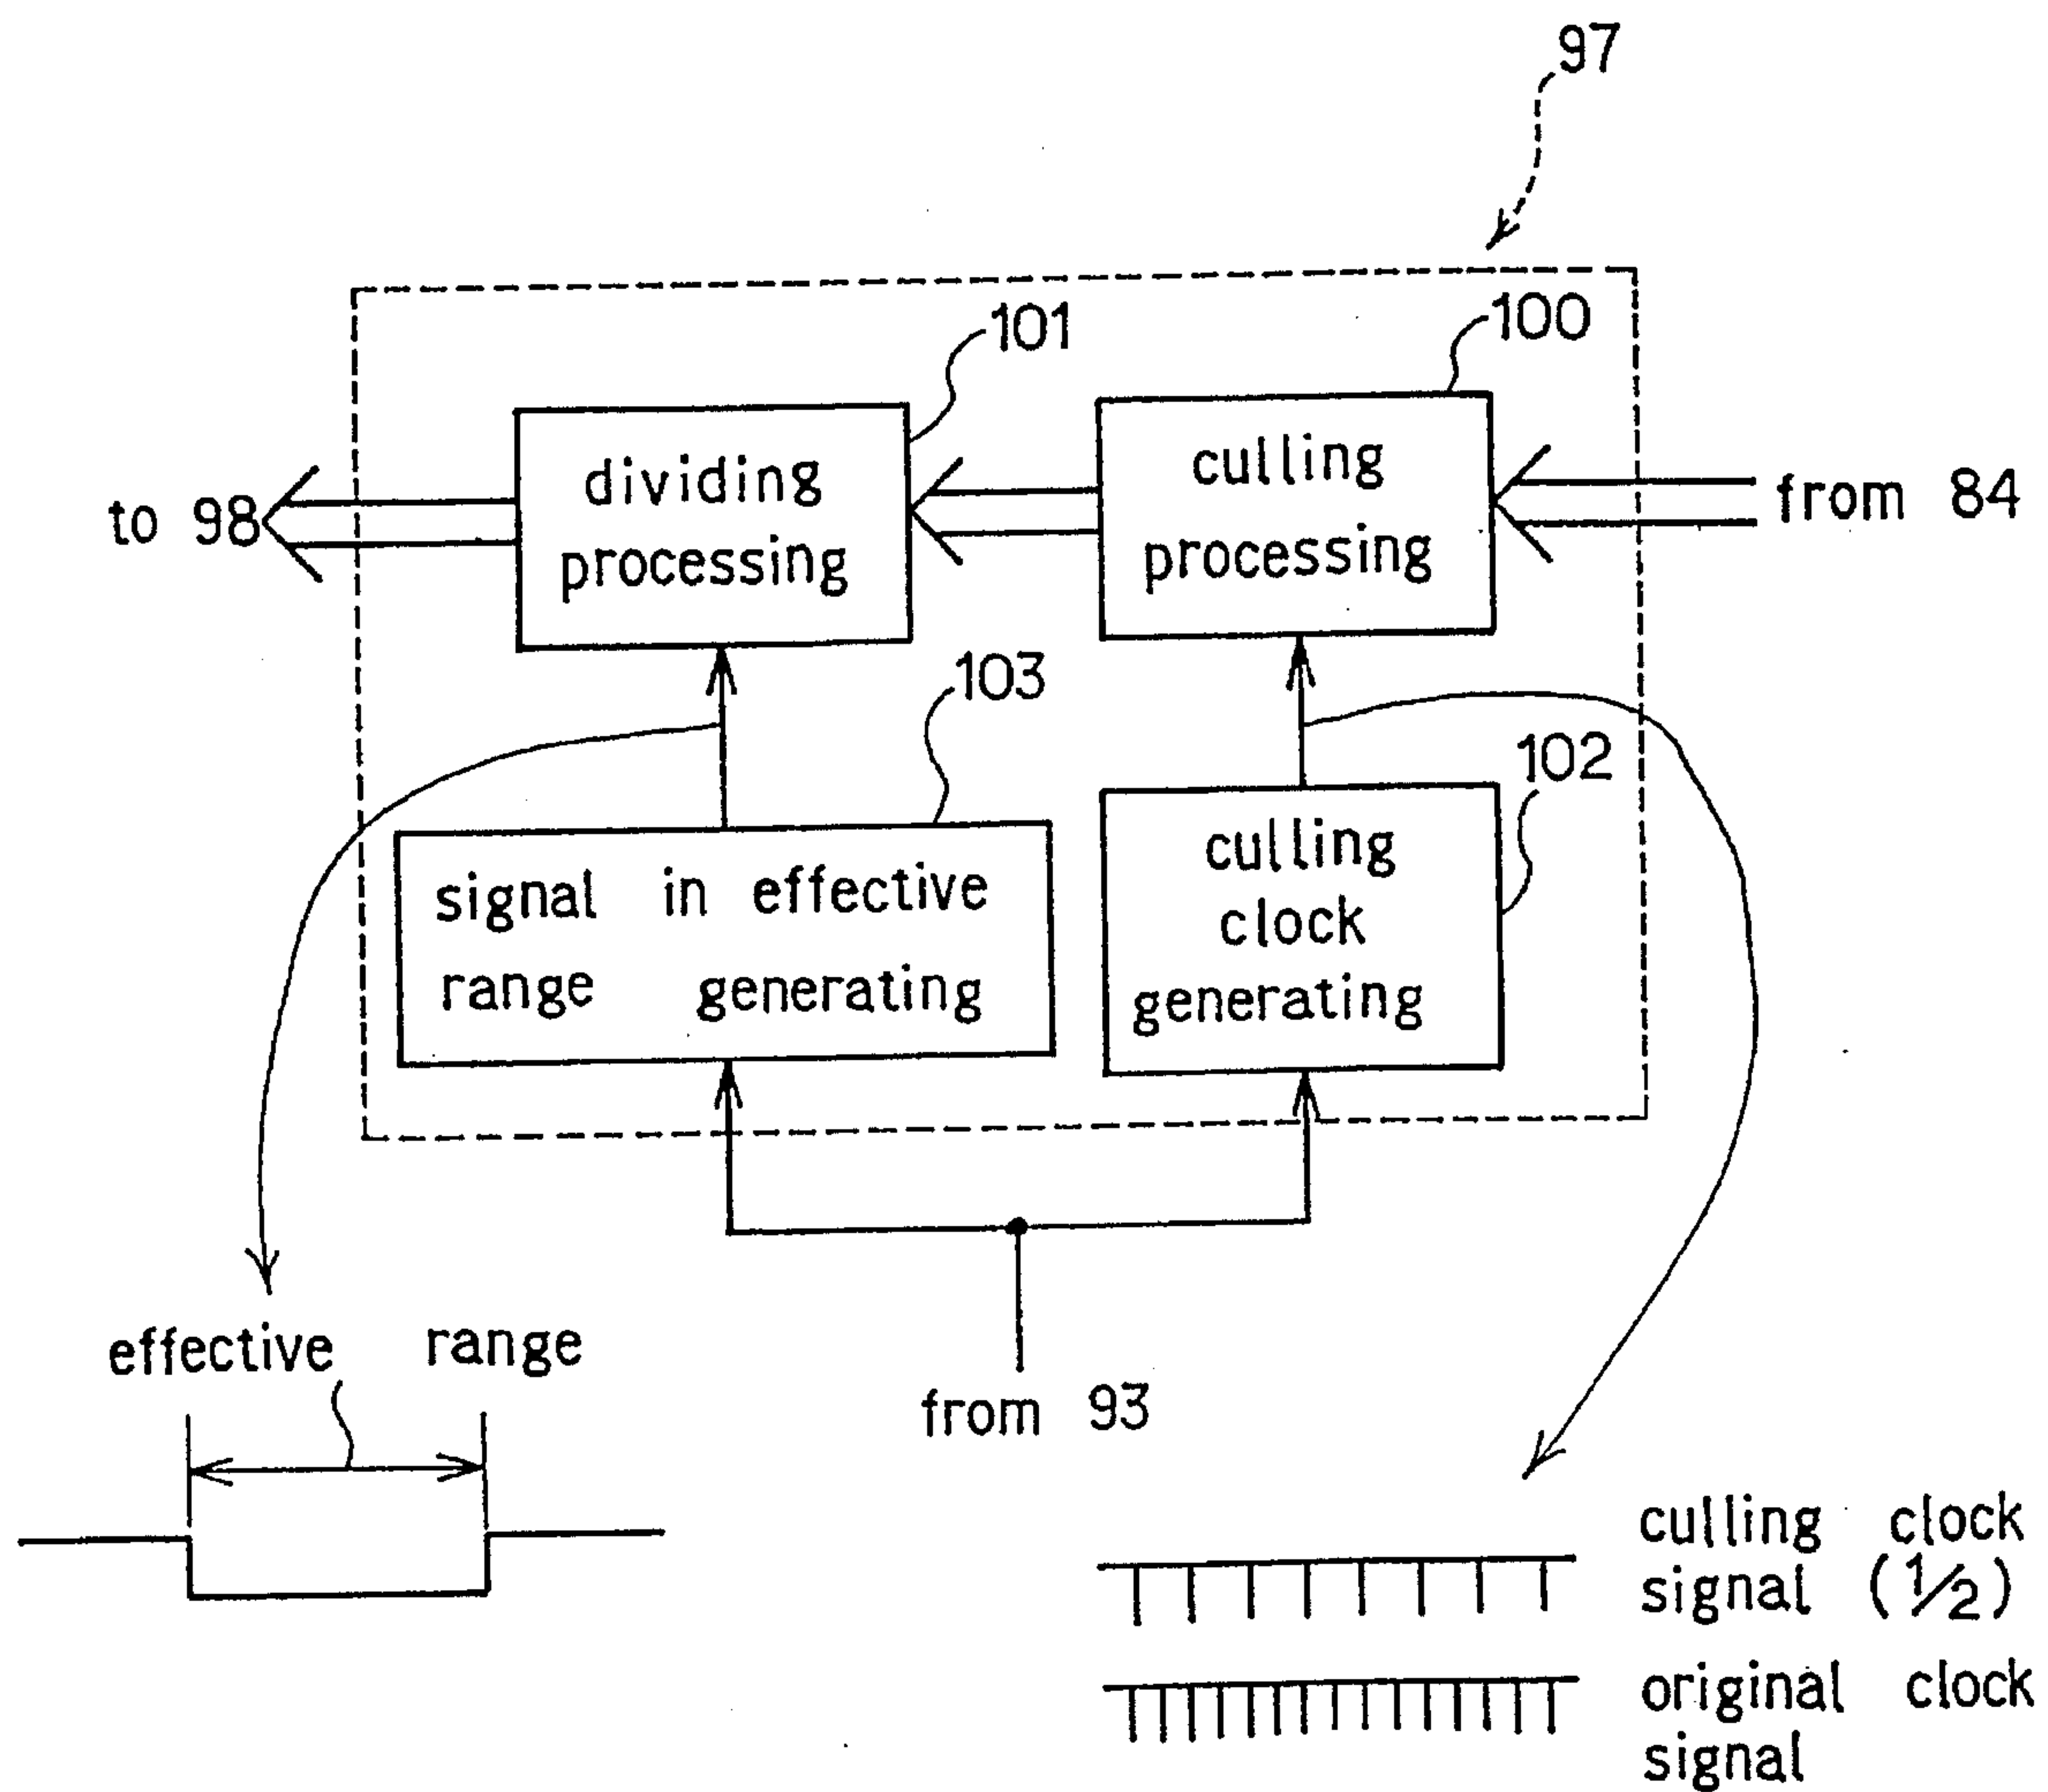 97
101
100
dividing
processing
culling
processing
to 98
from 84
103
102
signal in effective
range generating
culling
clock
generating
effective range
from 93
culling clock
signal (1/2)
original clock
signal